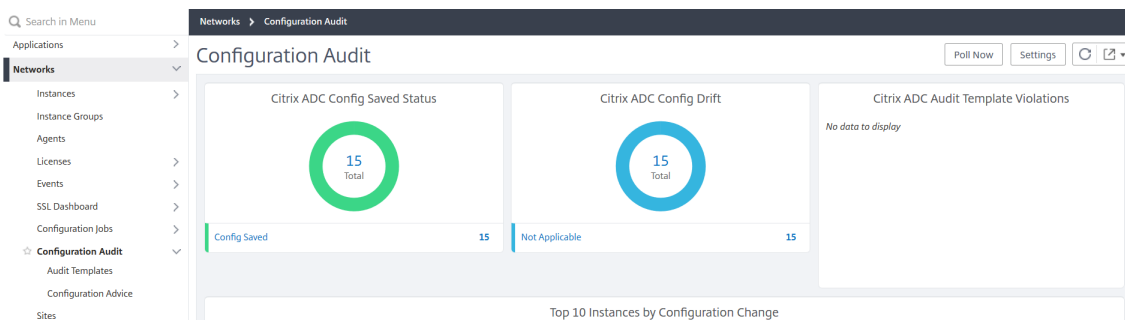 Search in Menu
Applications
Networks
Instances
Instance Groups
Agents
Licenses
Events
SSL Dashboard
Configuration Jobs
Configuration Audit
Audit Templates
Configuration Advice
Sites
Networks > Configuration Audit
Configuration Audit
Poll Now Settings
Citrix ADC Config Saved Status
15
Total
Config Saved 15
Citrix ADC Config Drift
15
Total
Not Applicable 15
Citrix ADC Audit Template Violations
No data to display
Top 10 Instances by Configuration Change